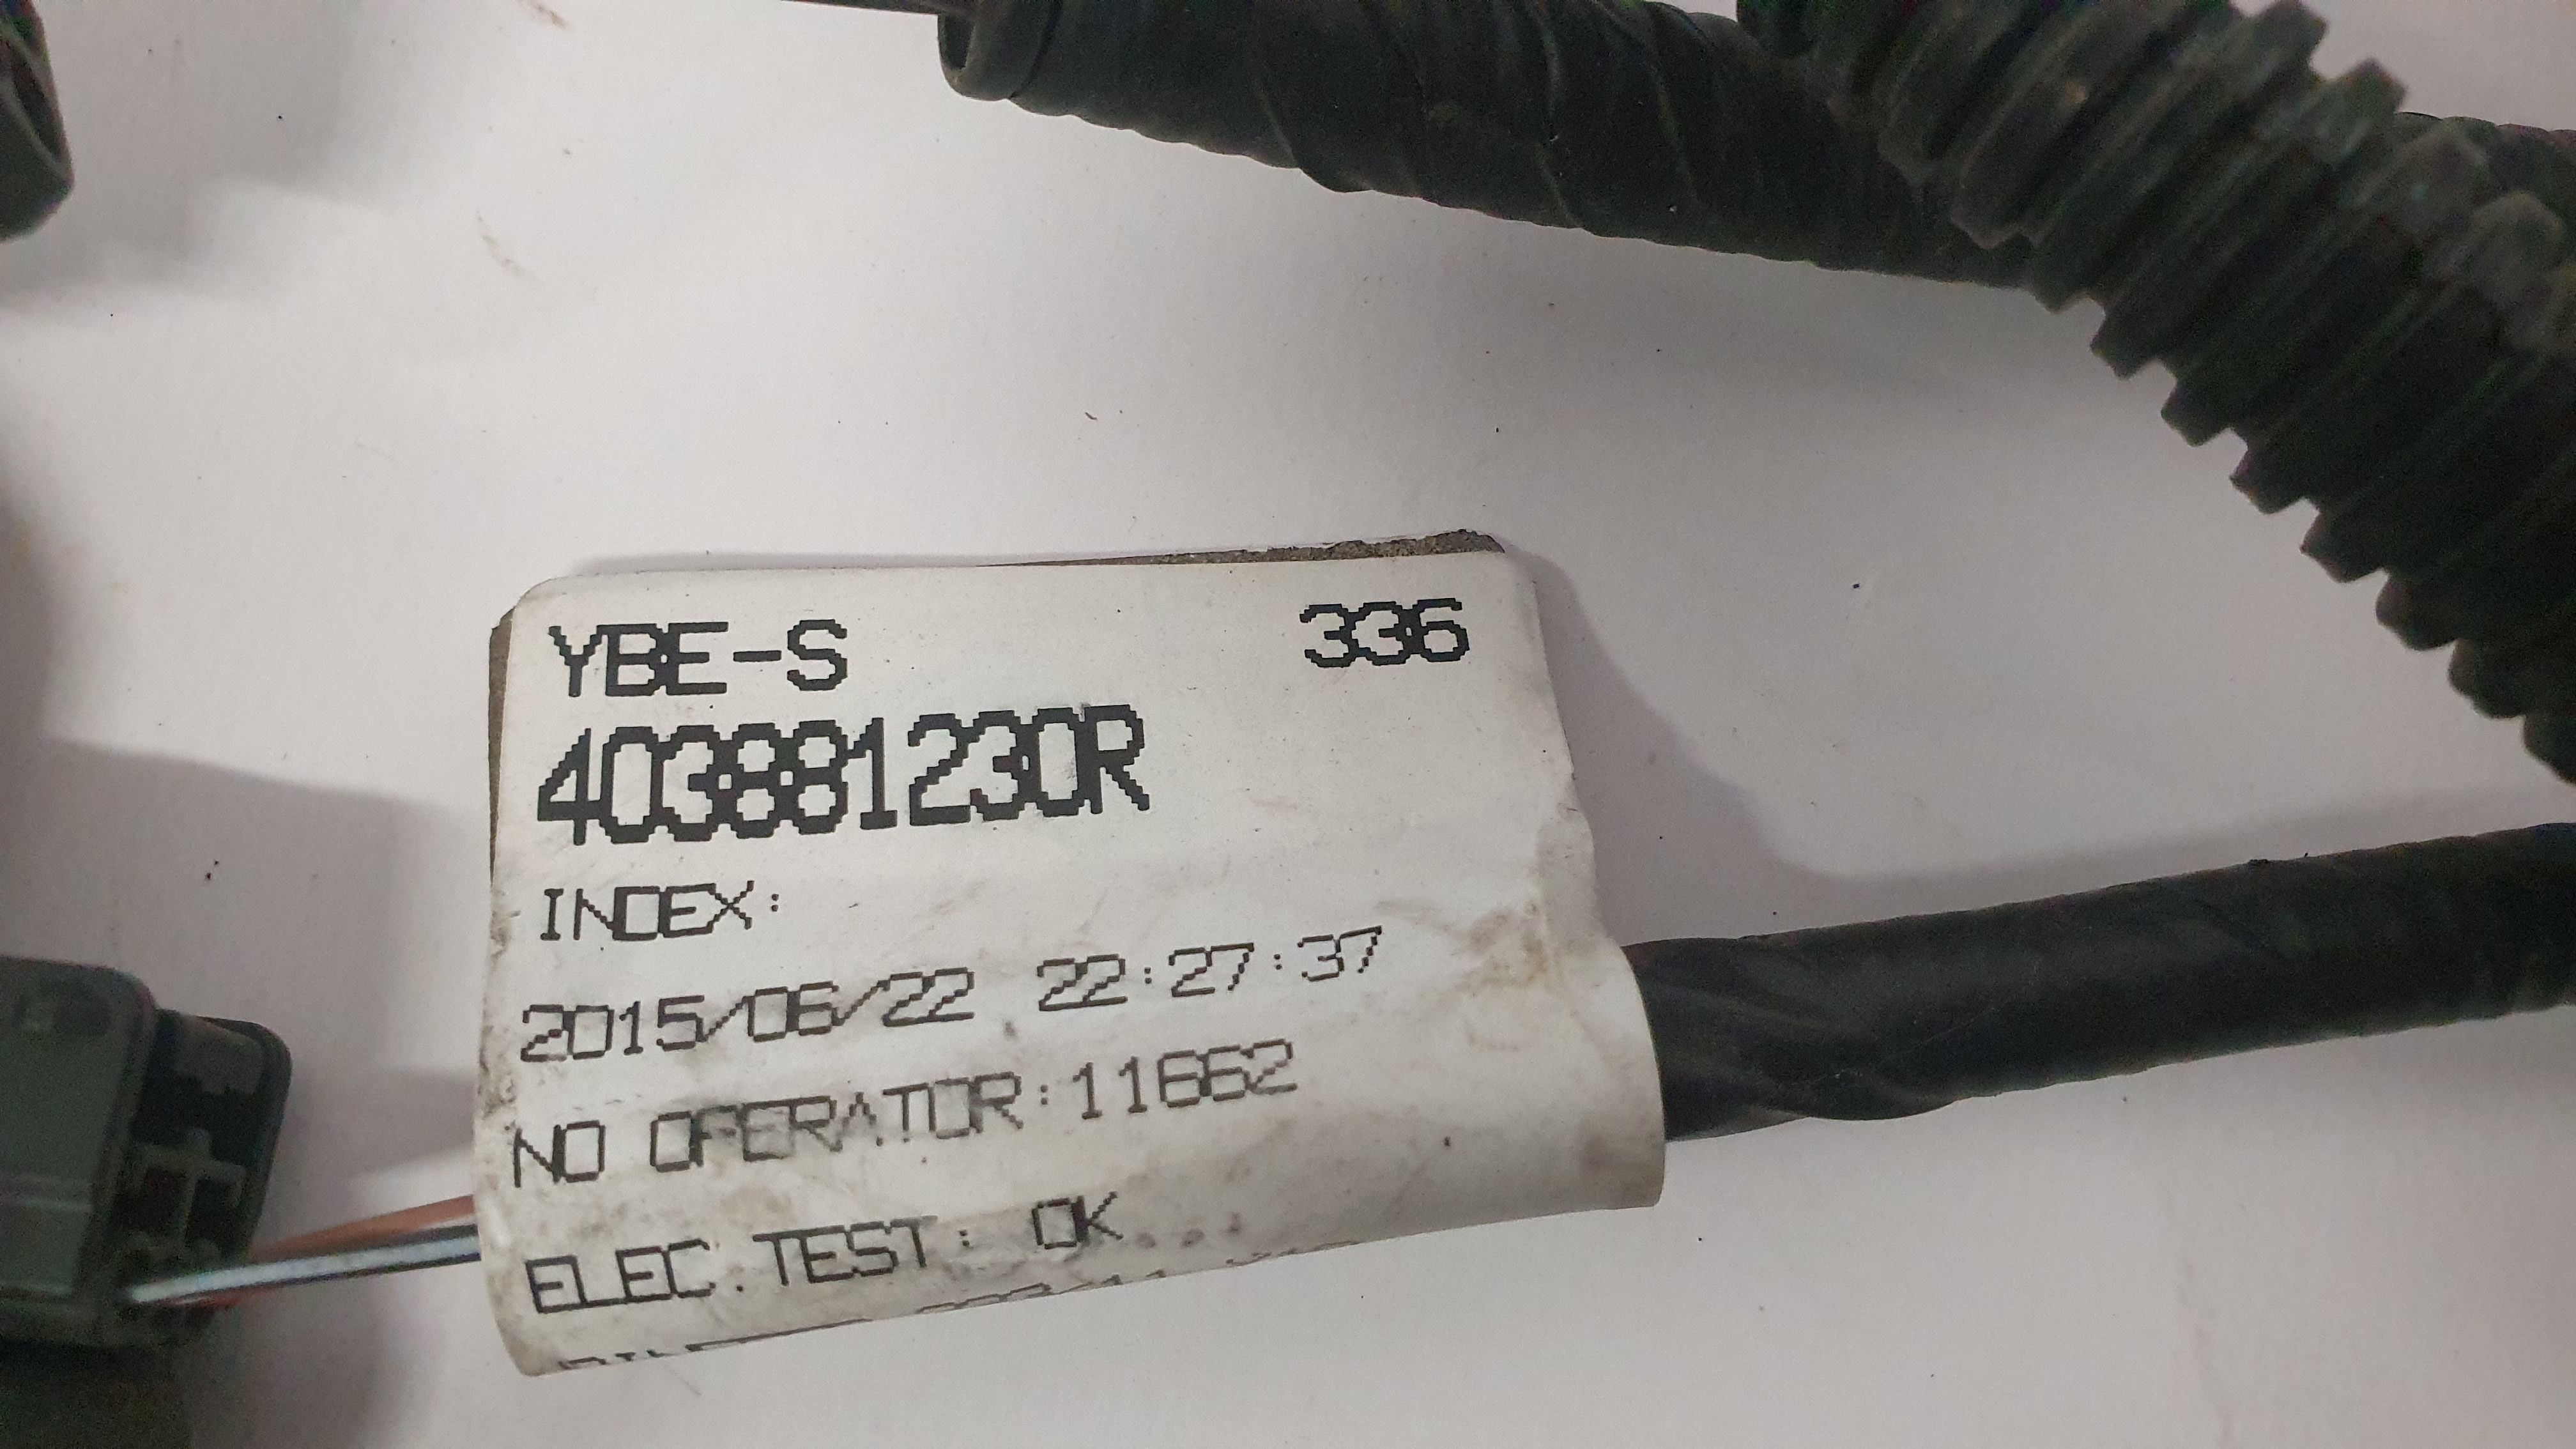 YBE-S 336
403881230R
INDEX:
2015/06/22 22:27:37
NO OPERATOR:11662
ELEC.TEST: OK